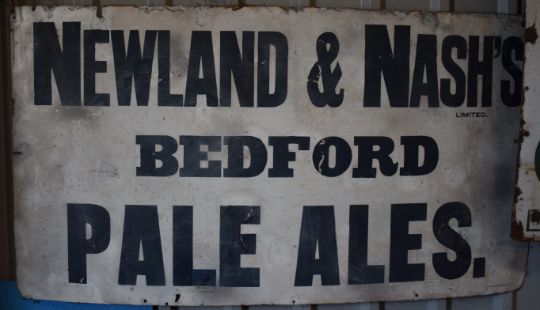 NEWLAND & NASH'S
LIMITED.
BEDFORD
PALE ALES.